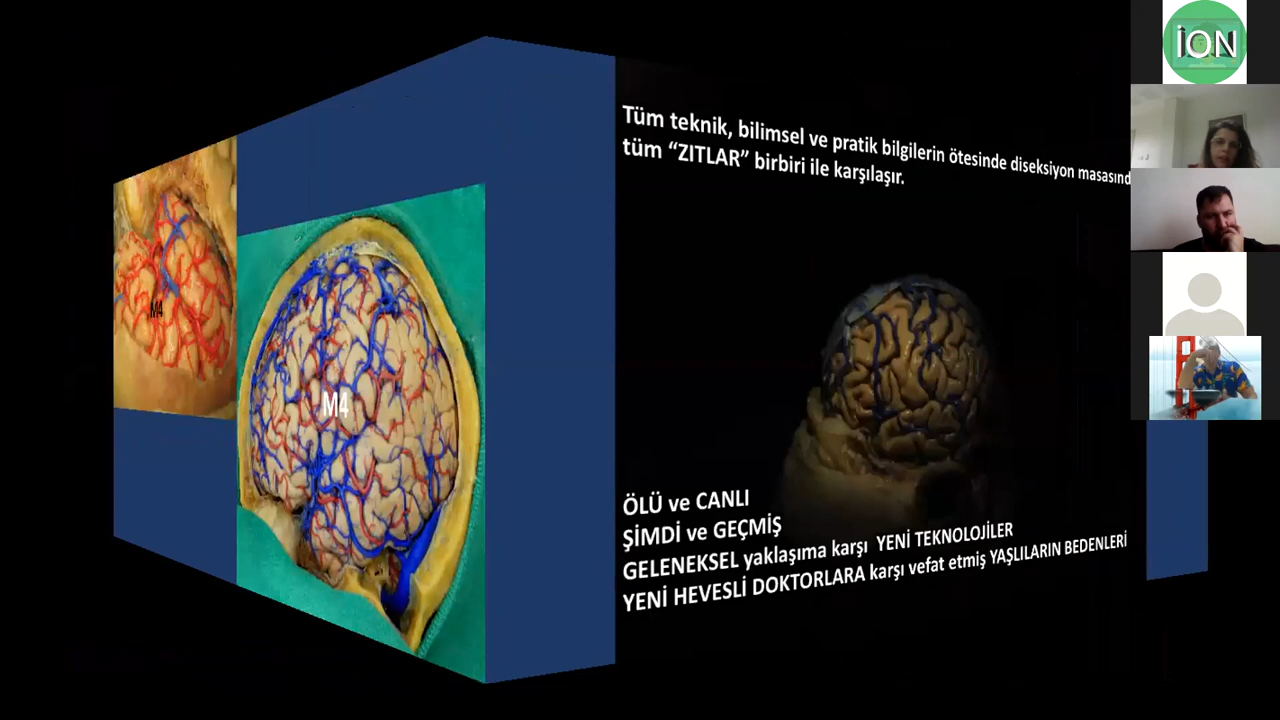 Tüm teknik, bilimsel ve pratik bilgilerin ötesinde diseksiyon masasınd
tüm “ZITLAR” birbiri ile karşılaşır.
ÖLÜ ve CANLI
ŞİMDİ ve GEÇMİŞ
GELENEKSEL yaklaşıma karşı YENİ TEKNOLOJİLER
YENİ HEVESLİ DOKTORLARA karşı vefat etmiş YAŞLILARIN BEDENLERİ
M4
M4
İON